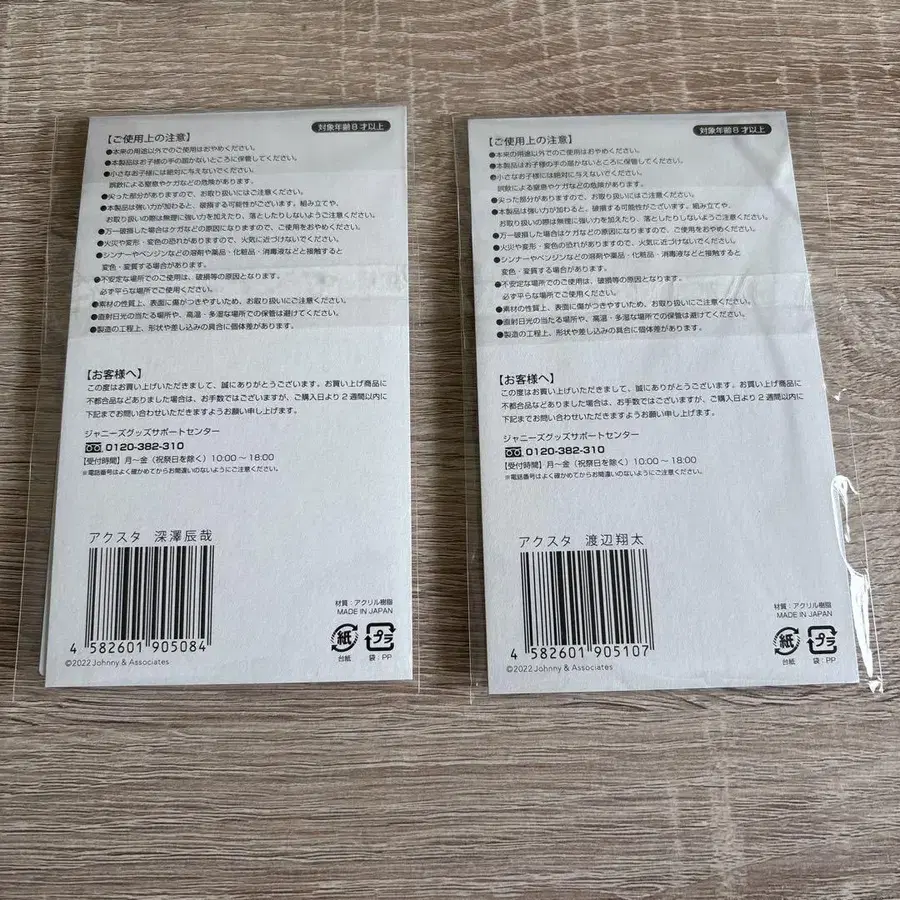 対象年齢8才以上
【ご使用上の注意】
●本来の用途以外でのご使用はおやめください。
●本製品はお子様の手の届かないところに保管してください。
●小さなお子様には絶対に与えないでください。
誤飲による窒息やケガなどの危険があります。
●尖った部分がありますので、お取り扱いにはご注意ください。
●本製品は強い力が加わると、破損する可能性がございます。組み立てや、
お取り扱いの際は無理に強い力を加えたり、落としたりしないようご注意ください。
●万一破損した場合はケガなどの原因になりますので、ご使用をおやめください。
●火災や変形・変色の恐れがありますので、火気に近づけないでください。
●シンナーやベンジンなどの溶剤や薬品・化粧品・消毒液などと接触すると
変色・変質する場合があります。
●不安定な場所でのご使用は、破損等の原因となります。
必ず平らな場所でご使用ください。
●素材の性質上、表面に傷がつきやすいため、お取り扱いにご注意ください。
●直射日光の当たる場所や、高温・多湿な場所での保管は避けてください。
●製造の工程上、形状や差し込みの具合に個体差があります。
【お客様へ】
この度はお買い上げいただきまして、誠にありがとうございます。お買い上げ商品に
不都合品などありました場合は、お手数ではございますが、ご購入日より2週間以内に
下記までお問い合わせいただきますようお願い申し上げます。
ジャニーズグッズサポートセンター
0120-382-310
【受付時間】月〜金（祝祭日を除く）10:00〜18:00
※電話番号はよく確かめてからお間違いのないようにご注意ください。
アクスタ 深澤辰哉
4 582601 905084
©2022 Johnny & Associates
材質：アクリル樹脂
MADE IN JAPAN
紙 プラ
台紙 袋：PP
対象年齢8才以上
【ご使用上の注意】
●本来の用途以外でのご使用はおやめください。
●本製品はお子様の手の届かないところに保管してください。
●小さなお子様には絶対に与えないでください。
誤飲による窒息やケガなどの危険があります。
●尖った部分がありますので、お取り扱いにはご注意ください。
●本製品は強い力が加わると、破損する可能性がございます。組み立てや、
お取り扱いの際は無理に強い力を加えたり、落としたりしないようご注意ください。
●万一破損した場合はケガなどの原因になりますので、ご使用をおやめください。
●火災や変形・変色の恐れがありますので、火気に近づけないでください。
●シンナーやベンジンなどの溶剤や薬品・化粧品・消毒液などと接触すると
変色・変質する場合があります。
●不安定な場所でのご使用は、破損等の原因となります。
必ず平らな場所でご使用ください。
●素材の性質上、表面に傷がつきやすいため、お取り扱いにご注意ください。
●直射日光の当たる場所や、高温・多湿な場所での保管は避けてください。
●製造の工程上、形状や差し込みの具合に個体差があります。
【お客様へ】
この度はお買い上げいただきまして、誠にありがとうございます。お買い上げ商品に
不都合品などありました場合は、お手数ではございますが、ご購入日より2週間以内に
下記までお問い合わせいただきますようお願い申し上げます。
ジャニーズグッズサポートセンター
0120-382-310
【受付時間】月〜金（祝祭日を除く）10:00〜18:00
※電話番号はよく確かめてからお間違いのないようにご注意ください。
アクスタ 渡辺翔太
4 582601 905107
©2022 Johnny & Associates
材質：アクリル樹脂
MADE IN JAPAN
紙 プラ
台紙 袋：PP